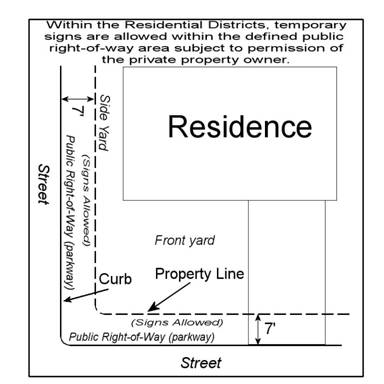 Within the Residential Districts, temporary
signs are allowed within the defined public
right-of-way area subject to permission of
the private property owner.
7'
Side Yard
Residence
Street
Public Right-of-Way (parkway)
(Signs Allowed)
Front yard
Curb
Property Line
(Signs Allowed)
7'
Public Right-of-Way (parkway)
Street